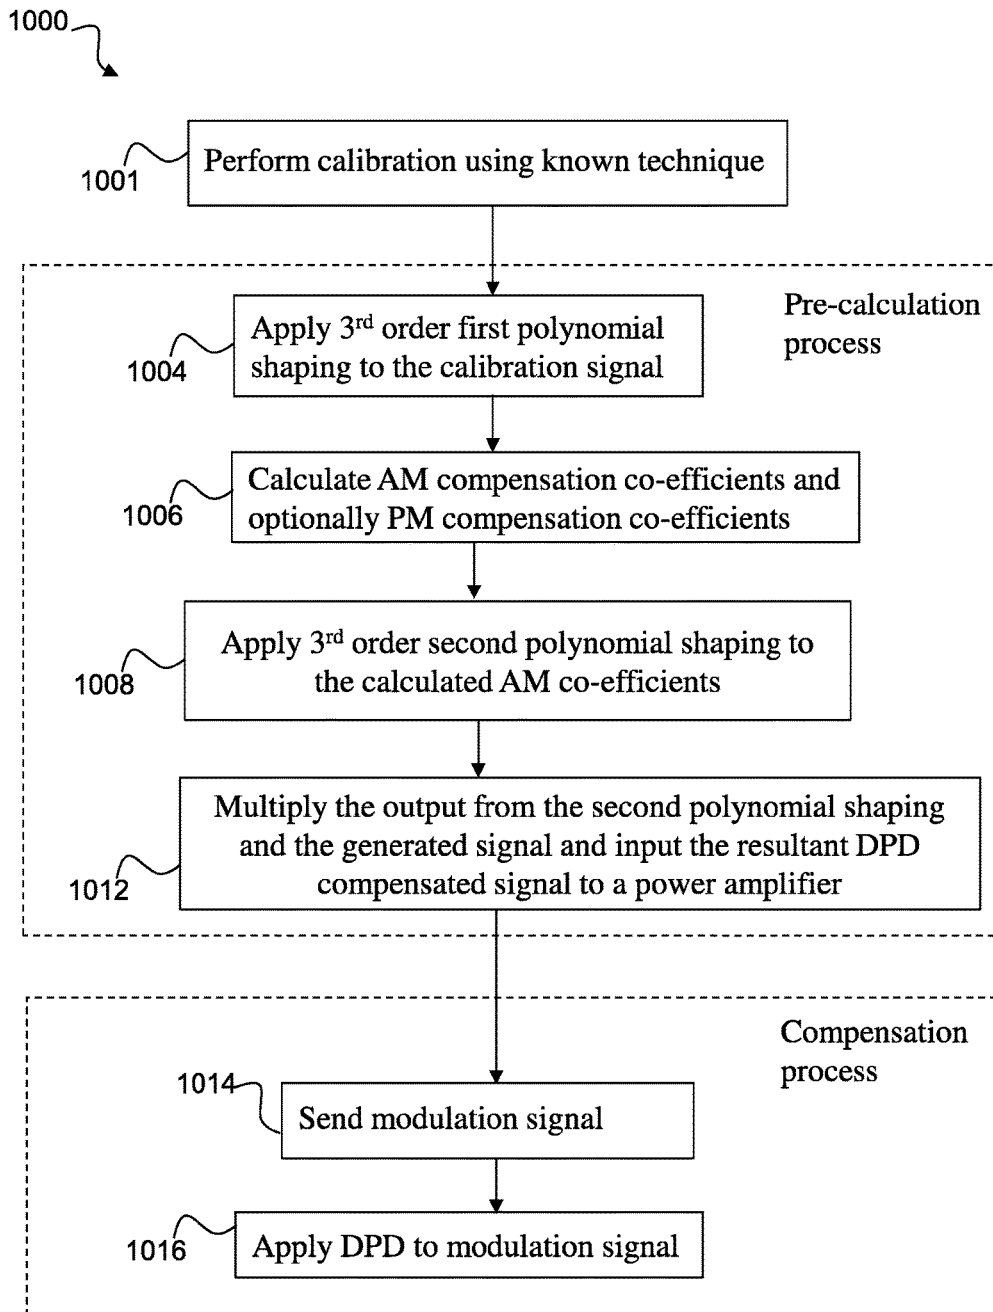 1000
Perform calibration using known technique
1001
Pre-calculation
process
Apply 3rd order first polynomial
shaping to the calibration signal
1004
Calculate AM compensation co-efficients and
optionally PM compensation co-efficients
1006
Apply 3rd order second polynomial shaping to
the calculated AM co-efficients
1008
Multiply the output from the second polynomial shaping
and the generated signal and input the resultant DPD
compensated signal to a power amplifier
1012
Compensation
process
1014
Send modulation signal
1016
Apply DPD to modulation signal